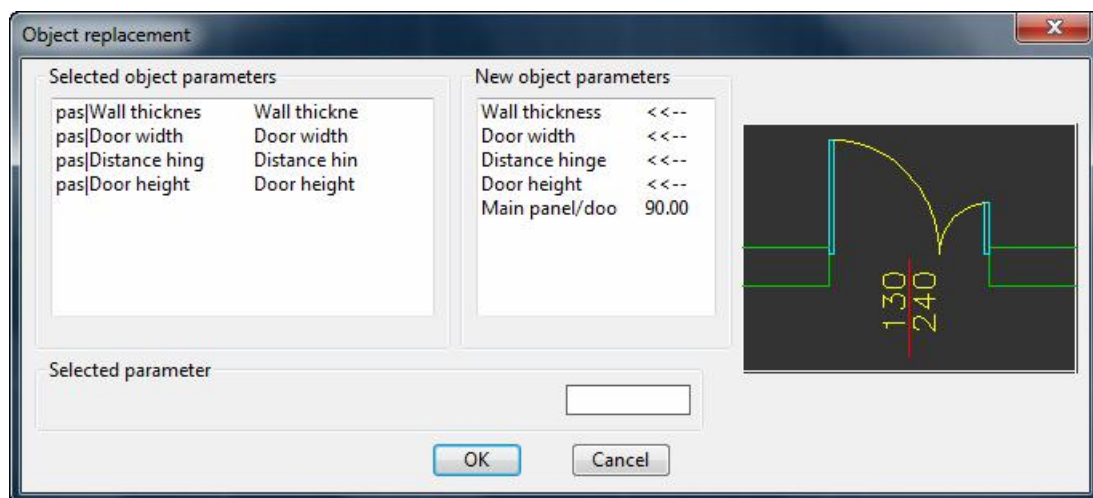 Object replacement
Selected object parameters
pas|Wall thicknes Wall thickne
pas|Door width Door width
pas|Distance hing Distance hin
pas|Door height Door height
New object parameters
Wall thickness <<--
Door width <<--
Distance hinge <<--
Door height <<--
Main panel/doo 90.00
130
240
Selected parameter
OK Cancel